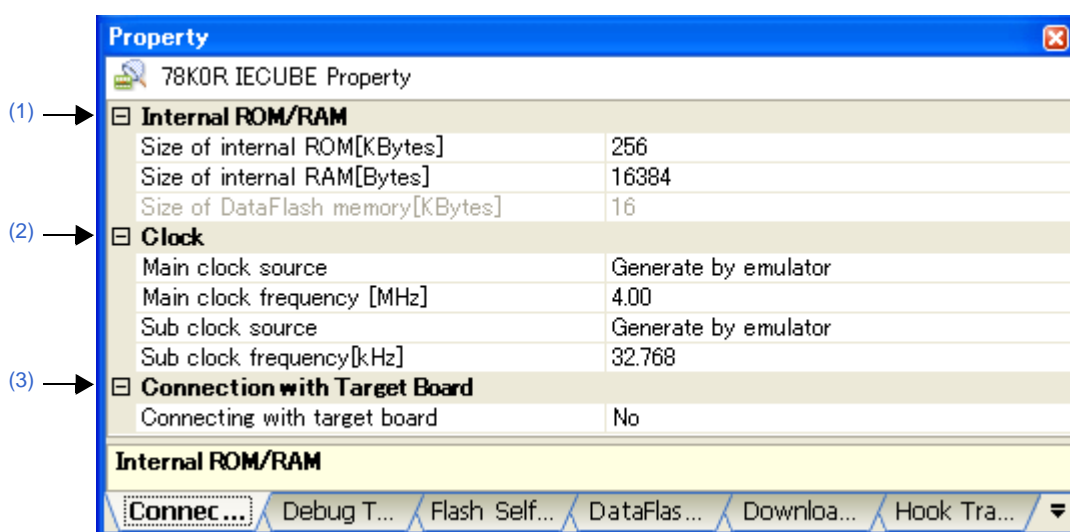 Property
78K0R IECUBE Property
(1) Internal ROM/RAM
Size of internal ROM[KBytes] 256
Size of internal RAM[Bytes] 16384
Size of DataFlash memory[KBytes] 16
(2) Clock
Main clock source Generate by emulator
Main clock frequency [MHz] 4.00
Sub clock source Generate by emulator
Sub clock frequency[kHz] 32.768
(3) Connection with Target Board
Connecting with target board No
Internal ROM/RAM
Connec... Debug T... Flash Self... DataFlas... Downloa... Hook Tra...